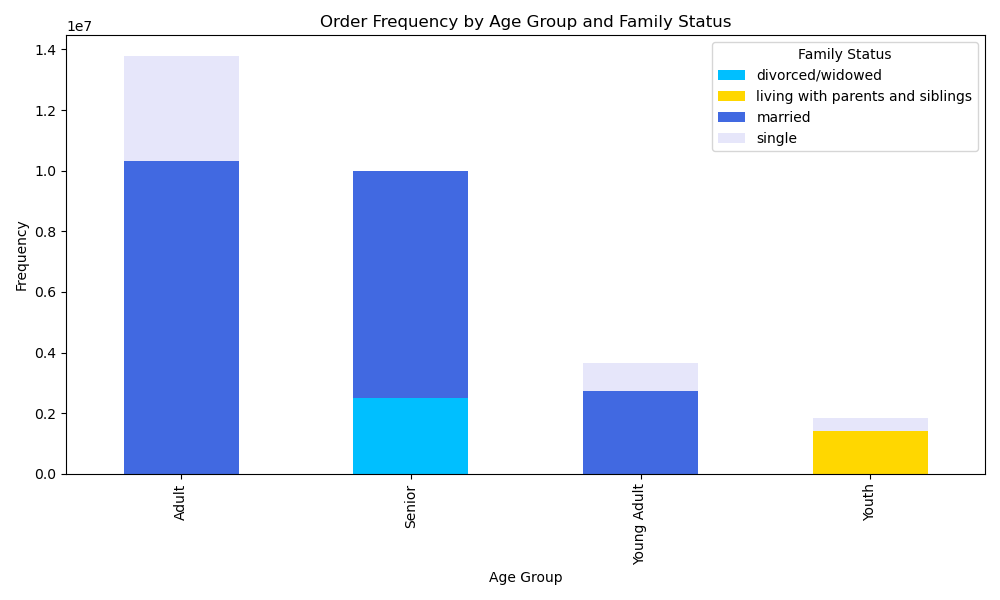 Order Frequency by Age Group and Family Status
1e7
Family Status
divorced/widowed
living with parents and siblings
married
single
1.4
1.2
1.0
0.8
0.6
0.4
0.2
0.0
Frequency
Adult
Senior
Young Adult
Youth
Age Group